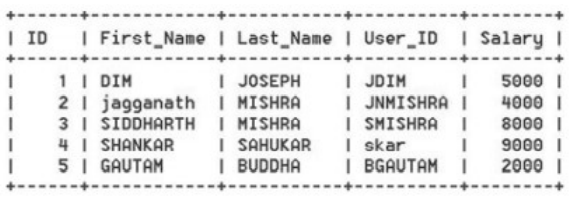 +------+------------+-----------+----------+--------+
| ID | First_Name | Last_Name | User_ID | Salary |
+------+------------+-----------+----------+--------+
| 1 | DIM | JOSEPH | JDIM | 5000 |
| 2 | jagganath | MISHRA | JNMISHRA | 4000 |
| 3 | SIDDHARTH | MISHRA | SMISHRA | 8000 |
| 4 | SHANKAR | SAHUKAR | skar | 9000 |
| 5 | GAUTAM | BUDDHA | BGAUTAM | 2000 |
+------+------------+-----------+----------+--------+